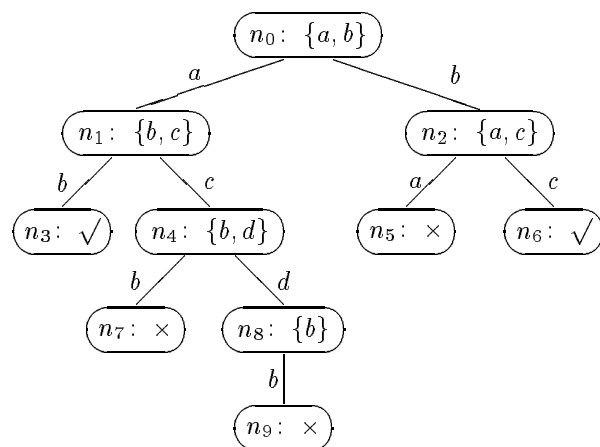 n₀: {a, b}
a b
n₁: {b, c} n₂: {a, c}
b c a c
n₃: √ n₄: {b, d} n₅: × n₆: √
b d
n₇: × n₈: {b}
b
n₉: ×